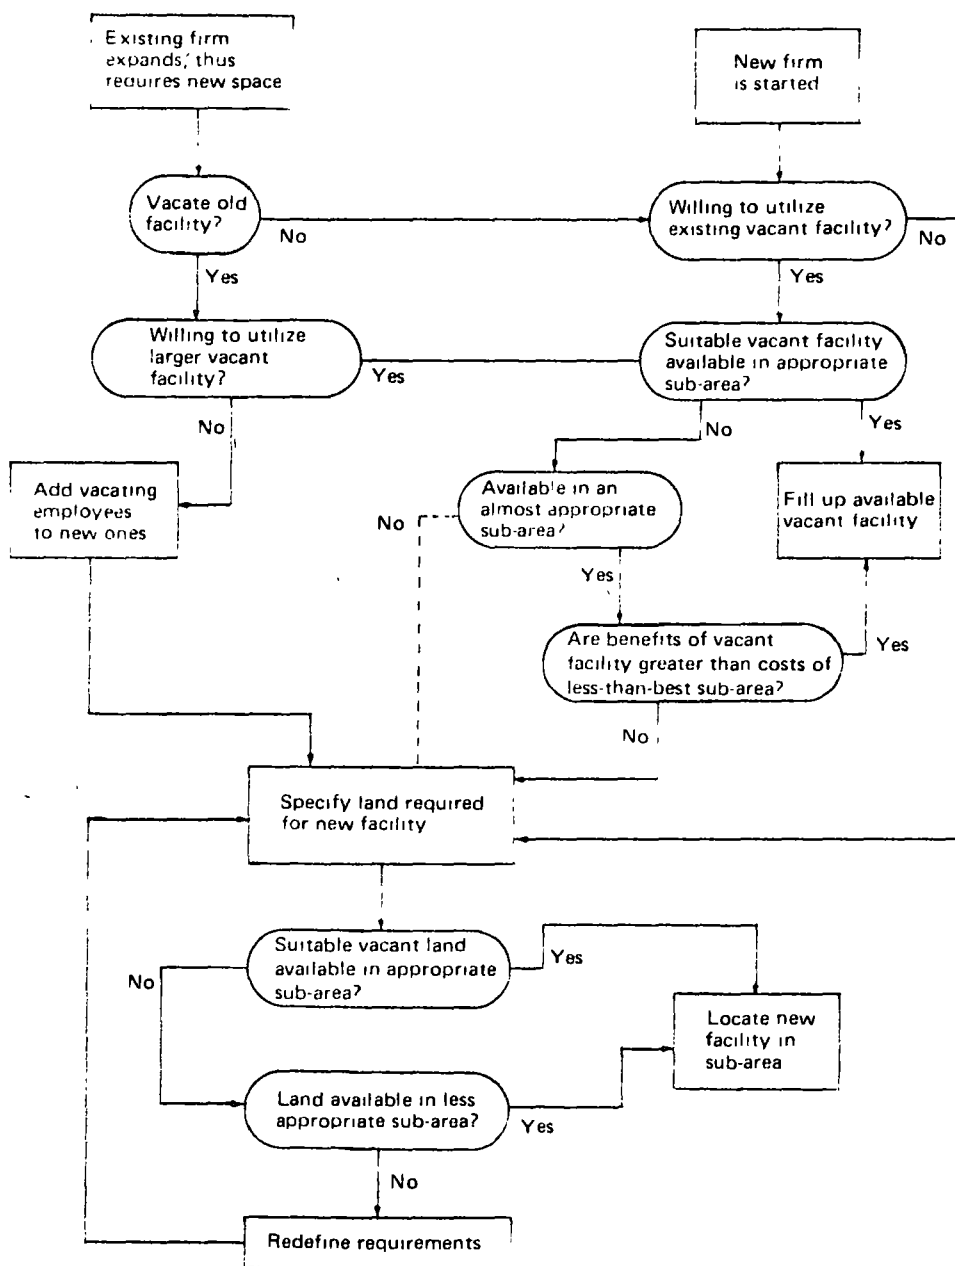 Existing firm
expands, thus
requires new space
New firm
is started
Vacate old
facility?
No
Willing to utilize
existing vacant facility?
No
Yes
Yes
Willing to utilize
larger vacant
facility?
Yes
Suitable vacant facility
available in appropriate
sub-area?
No
No
Yes
Add vacating
employees
to new ones
No
Available in an
almost appropriate
sub-area?
Fill up available
vacant facility
Yes
Are benefits of vacant
facility greater than costs of
less-than-best sub-area?
Yes
No
Specify land required
for new facility
Suitable vacant land
available in appropriate
sub-area?
Yes
No
Locate new
facility in
sub-area
Land available in less
appropriate sub-area?
Yes
No
Redefine requirements